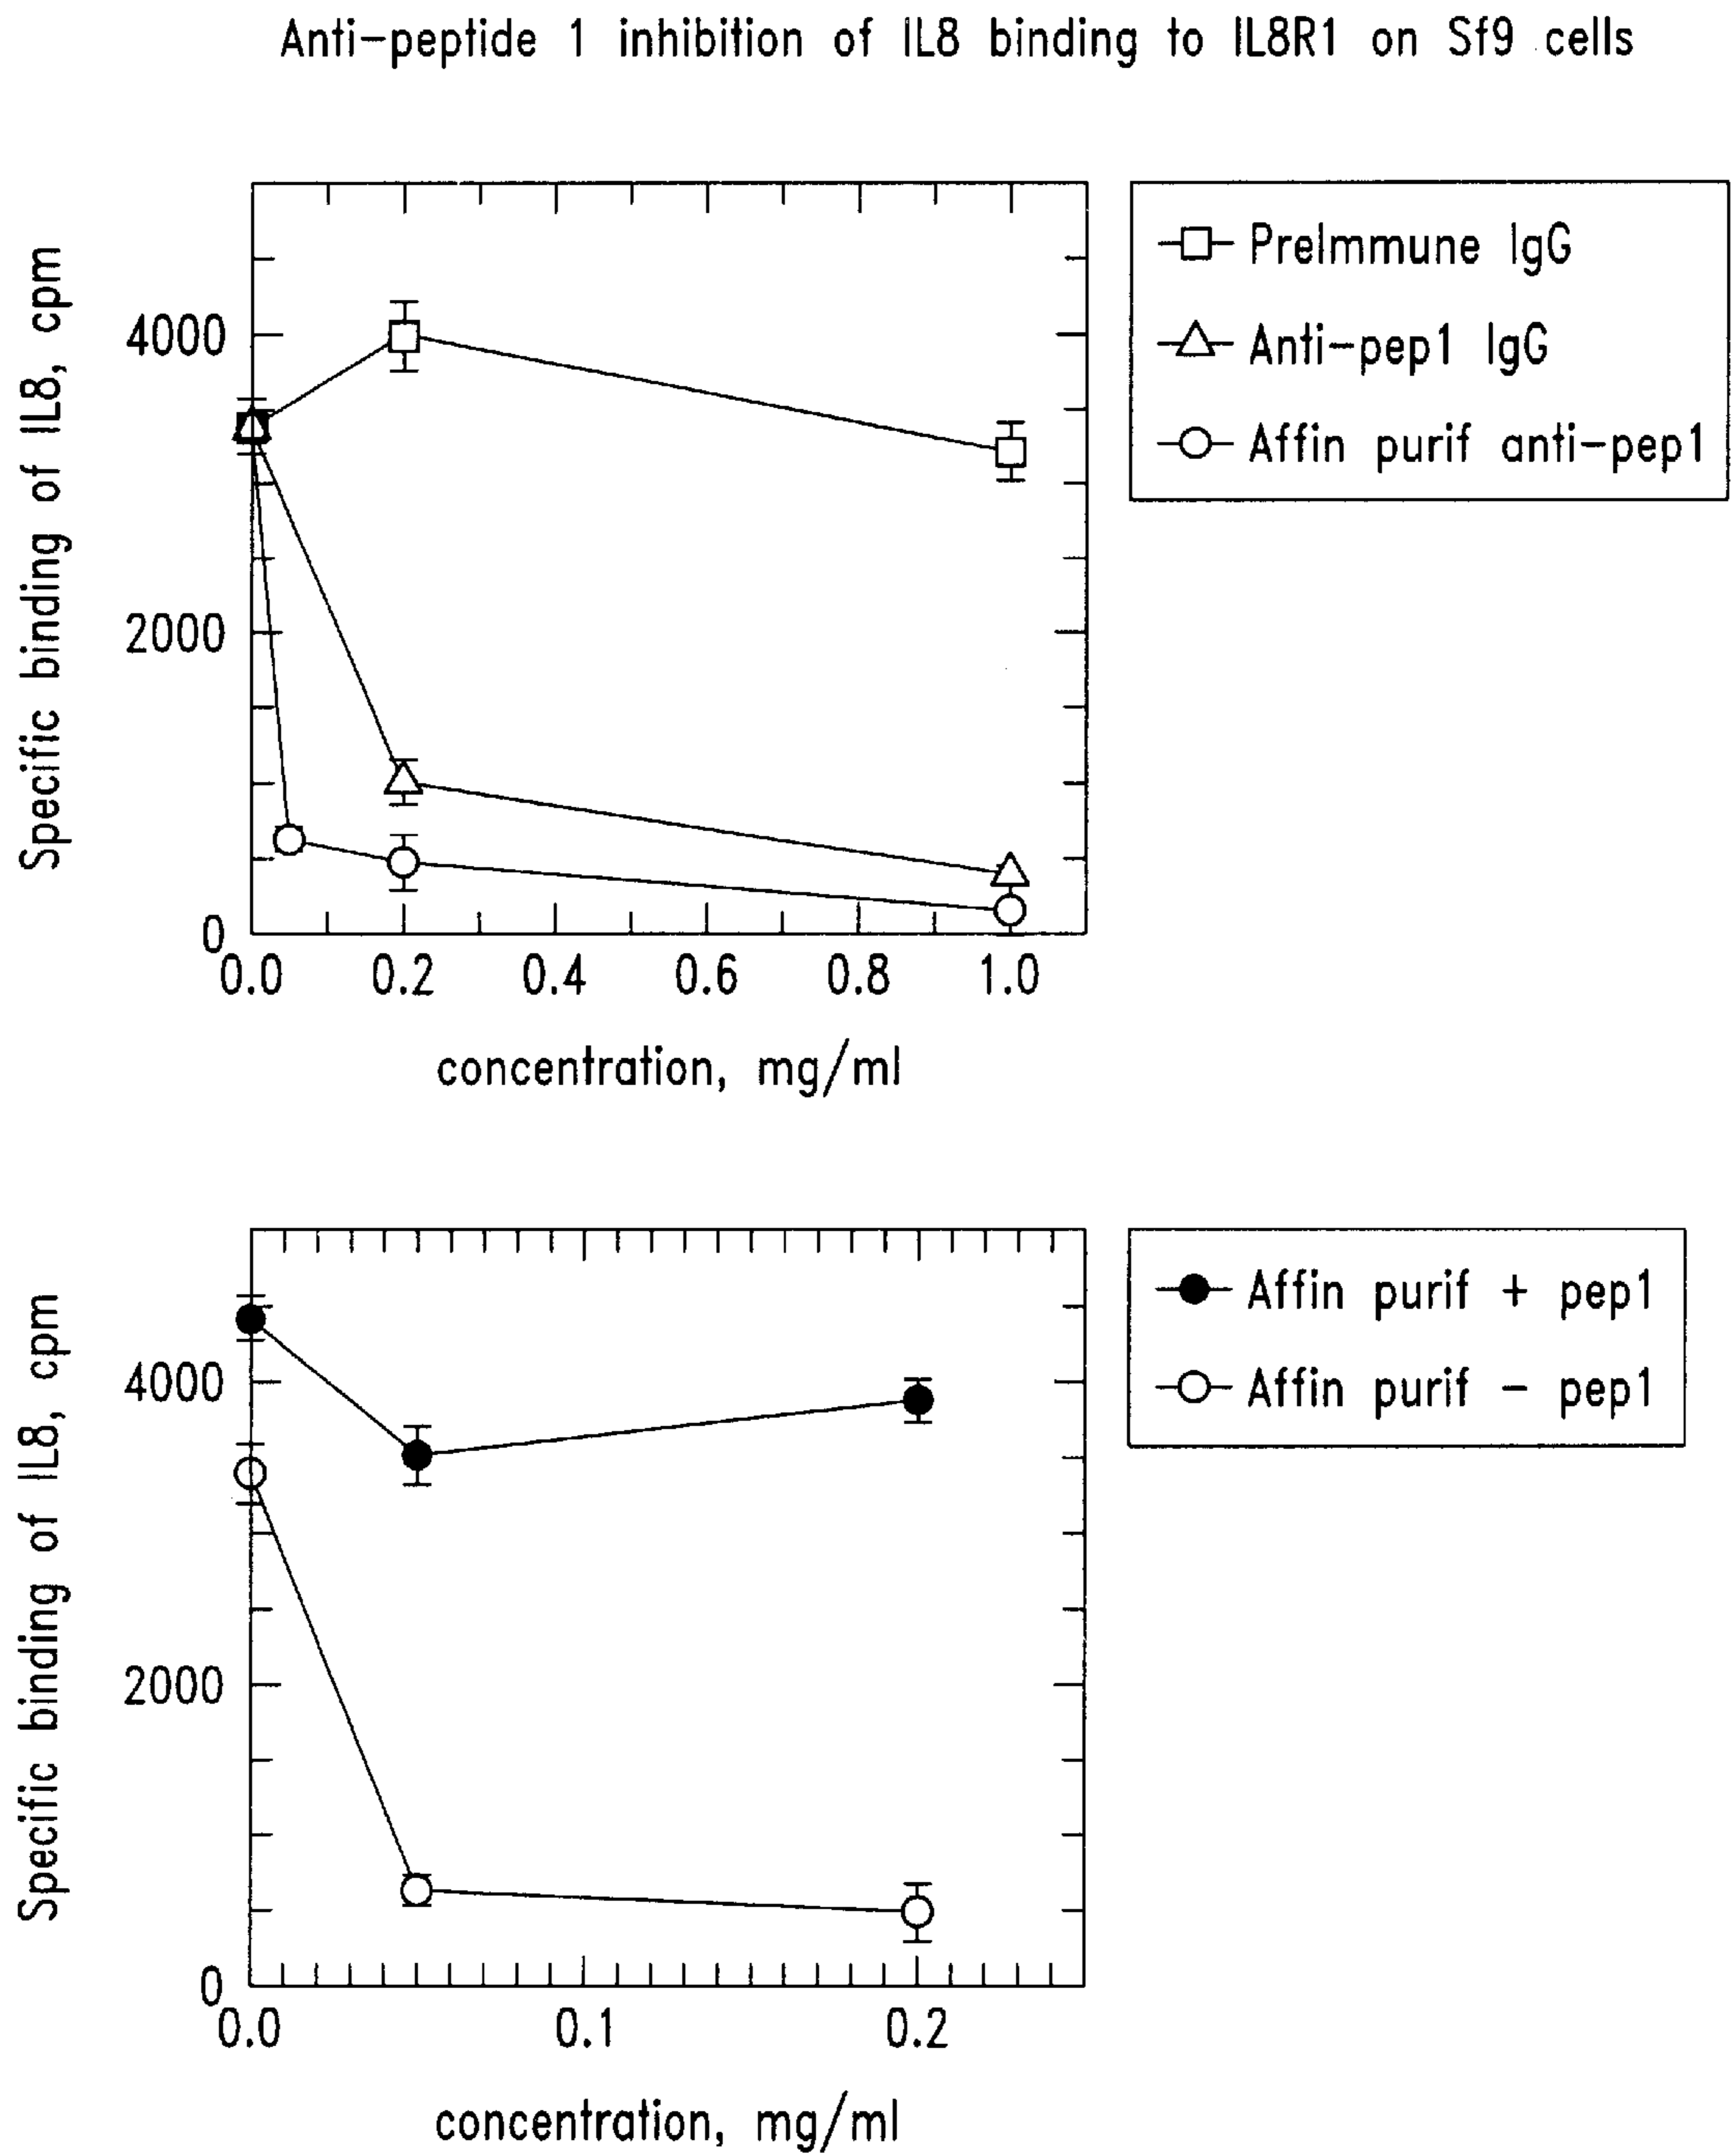 Anti-peptide 1 inhibition of IL8 binding to IL8R1 on Sf9 cells
Specific binding of IL8, cpm
4000
2000
0
0.0 0.2 0.4 0.6 0.8 1.0
concentration, mg/ml
PreImmune IgG
Anti-pep1 IgG
Affin purif anti-pep1
Specific binding of IL8, cpm
4000
2000
0
0.0 0.1 0.2
concentration, mg/ml
Affin purif + pep1
Affin purif - pep1